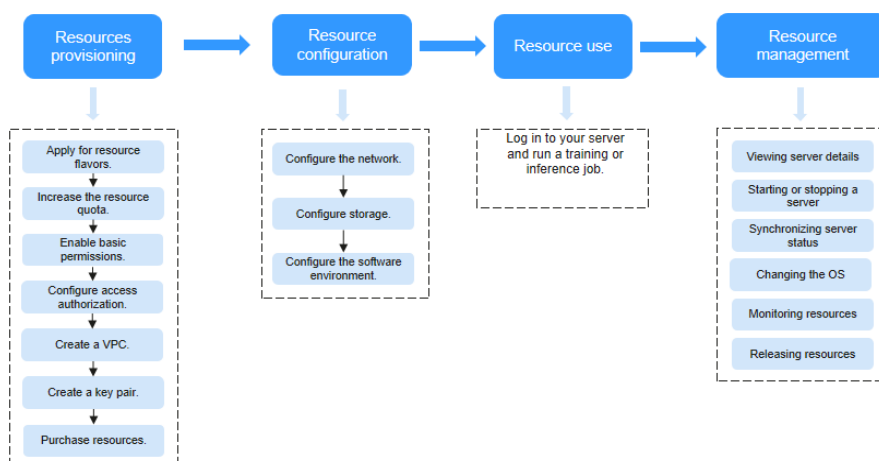 Resources
provisioning
Resource
configuration
Resource use
Resource
management
Apply for resource
flavors.
Increase the resource
quota.
Enable basic
permissions.
Configure access
authorization.
Create a VPC.
Create a key pair.
Purchase resources.
Configure the network.
Configure storage.
Configure the software
environment.
Log in to your server
and run a training or
inference job.
Viewing server details
Starting or stopping a
server
Synchronizing server
status
Changing the OS
Monitoring resources
Releasing resources